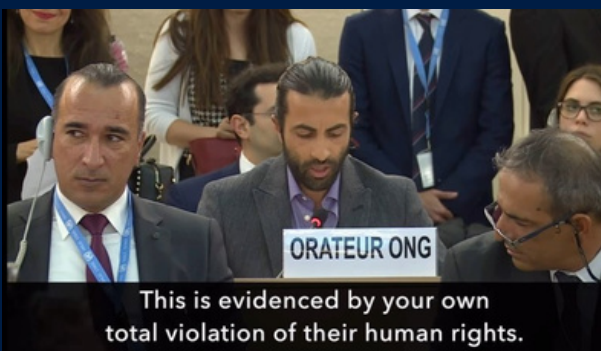 ORATEUR ONG
This is evidenced by your own
total violation of their human rights.